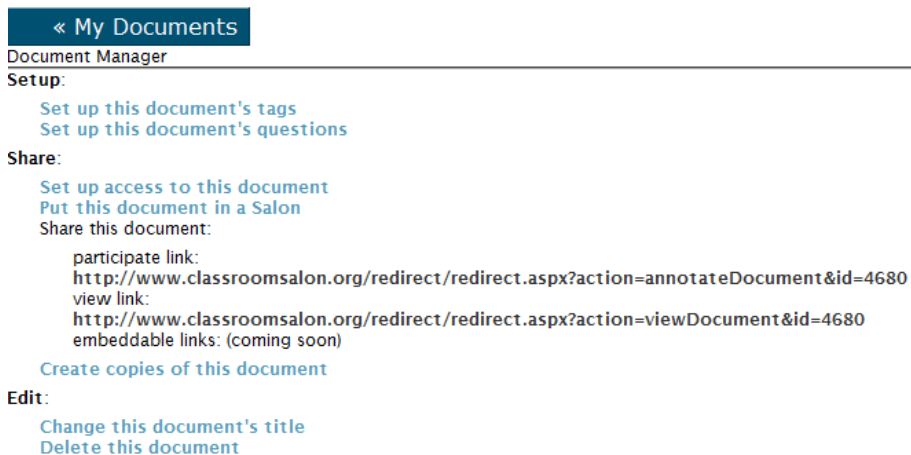 « My Documents
Document Manager
Setup:
Set up this document's tags
Set up this document's questions
Share:
Set up access to this document
Put this document in a Salon
Share this document:
participate link:
http://www.classroomsalon.org/redirect/redirect.aspx?action=annotateDocument&id=4680
view link:
http://www.classroomsalon.org/redirect/redirect.aspx?action=viewDocument&id=4680
embeddable links: (coming soon)
Create copies of this document
Edit:
Change this document's title
Delete this document